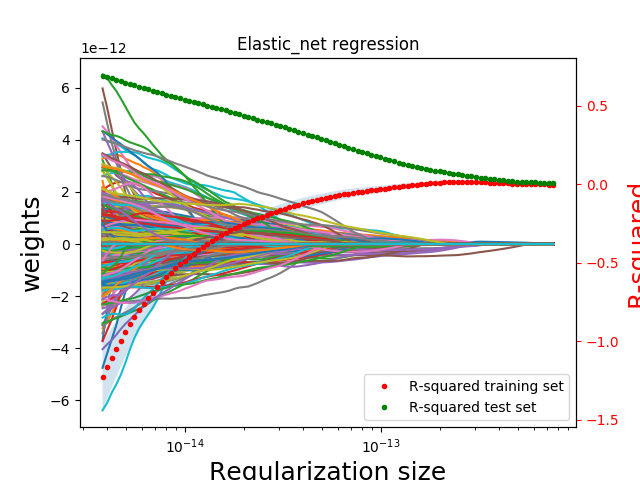 Elastic_net regression
1e−12
6
4
2
0
−2
−4
−6
weights
0.5
0.0
−0.5
−1.0
−1.5
R-squared
R-squared training set
R-squared test set
10⁻¹⁴
10⁻¹³
Regularization size